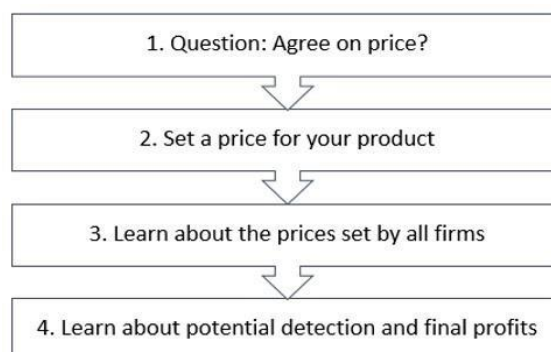 1. Question: Agree on price?
2. Set a price for your product
3. Learn about the prices set by all firms
4. Learn about potential detection and final profits